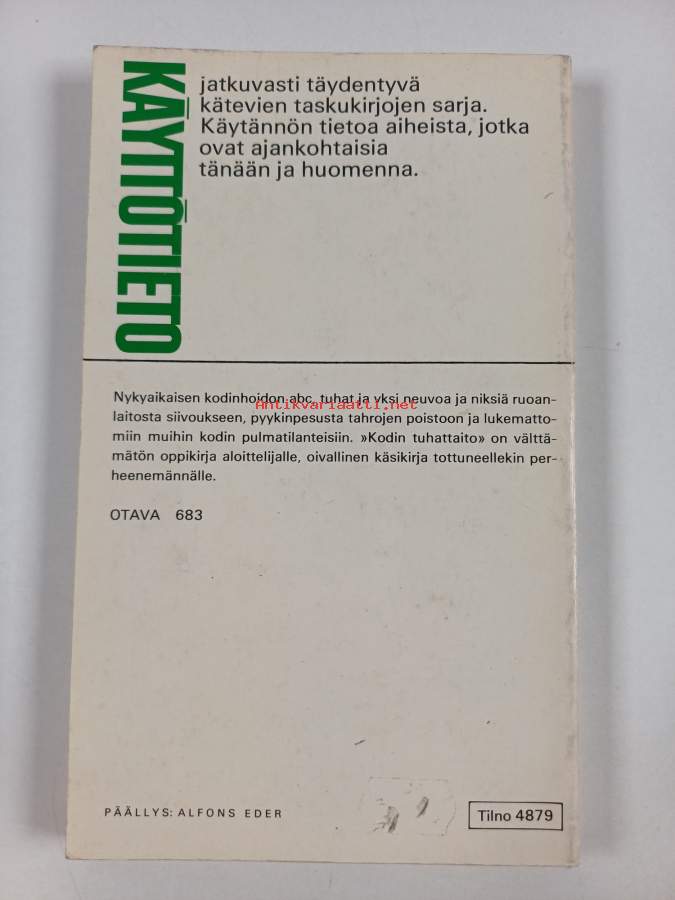 KÄYTTÖTIETO
jatkuvasti täydentyvä
kätevien taskukirjojen sarja.
Käytännön tietoa aiheista, jotka
ovat ajankohtaisia
tänään ja huomenna.
Nykyaikaisen kodinhoidon abc, tuhat ja yksi neuvoa ja niksiä ruoan-
Antikvariaatti.net
laitosta siivoukseen, pyykinpesusta tahrojen poistoon ja lukematto-
miin muihin kodin pulmatilanteisiin. »Kodin tuhattaito» on välttä-
mätön oppikirja aloittelijalle, oivallinen käsikirja tottuneellekin per-
heenemännälle.
OTAVA 683
PÄÄLLYS: ALFONS EDER
Tilno 4879